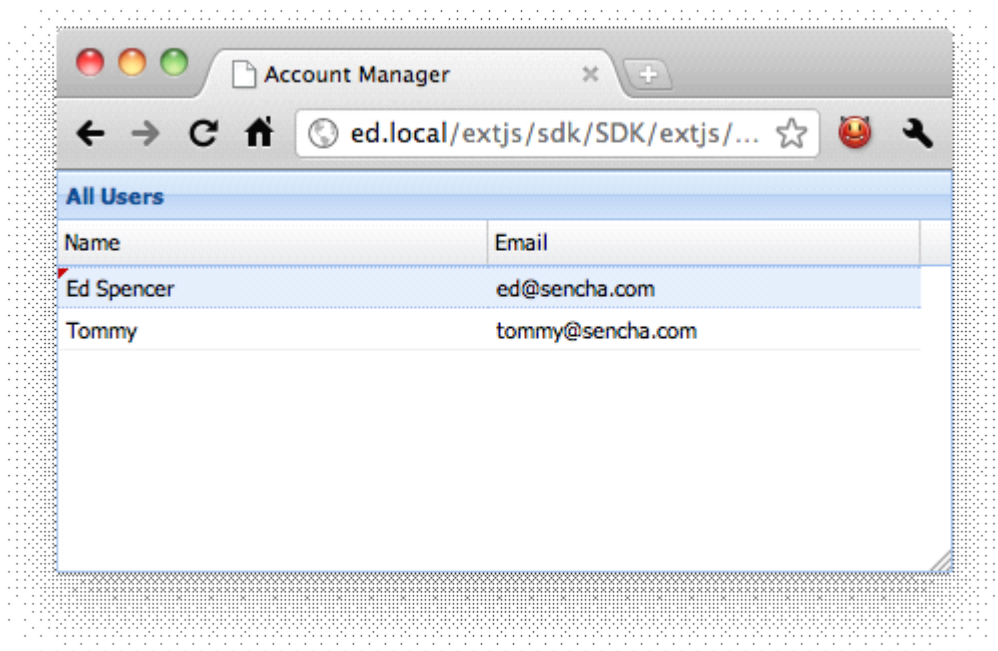 Account Manager
ed.local/extjs/sdk/SDK/extjs/...
All Users
Name Email
Ed Spencer ed@sencha.com
Tommy tommy@sencha.com